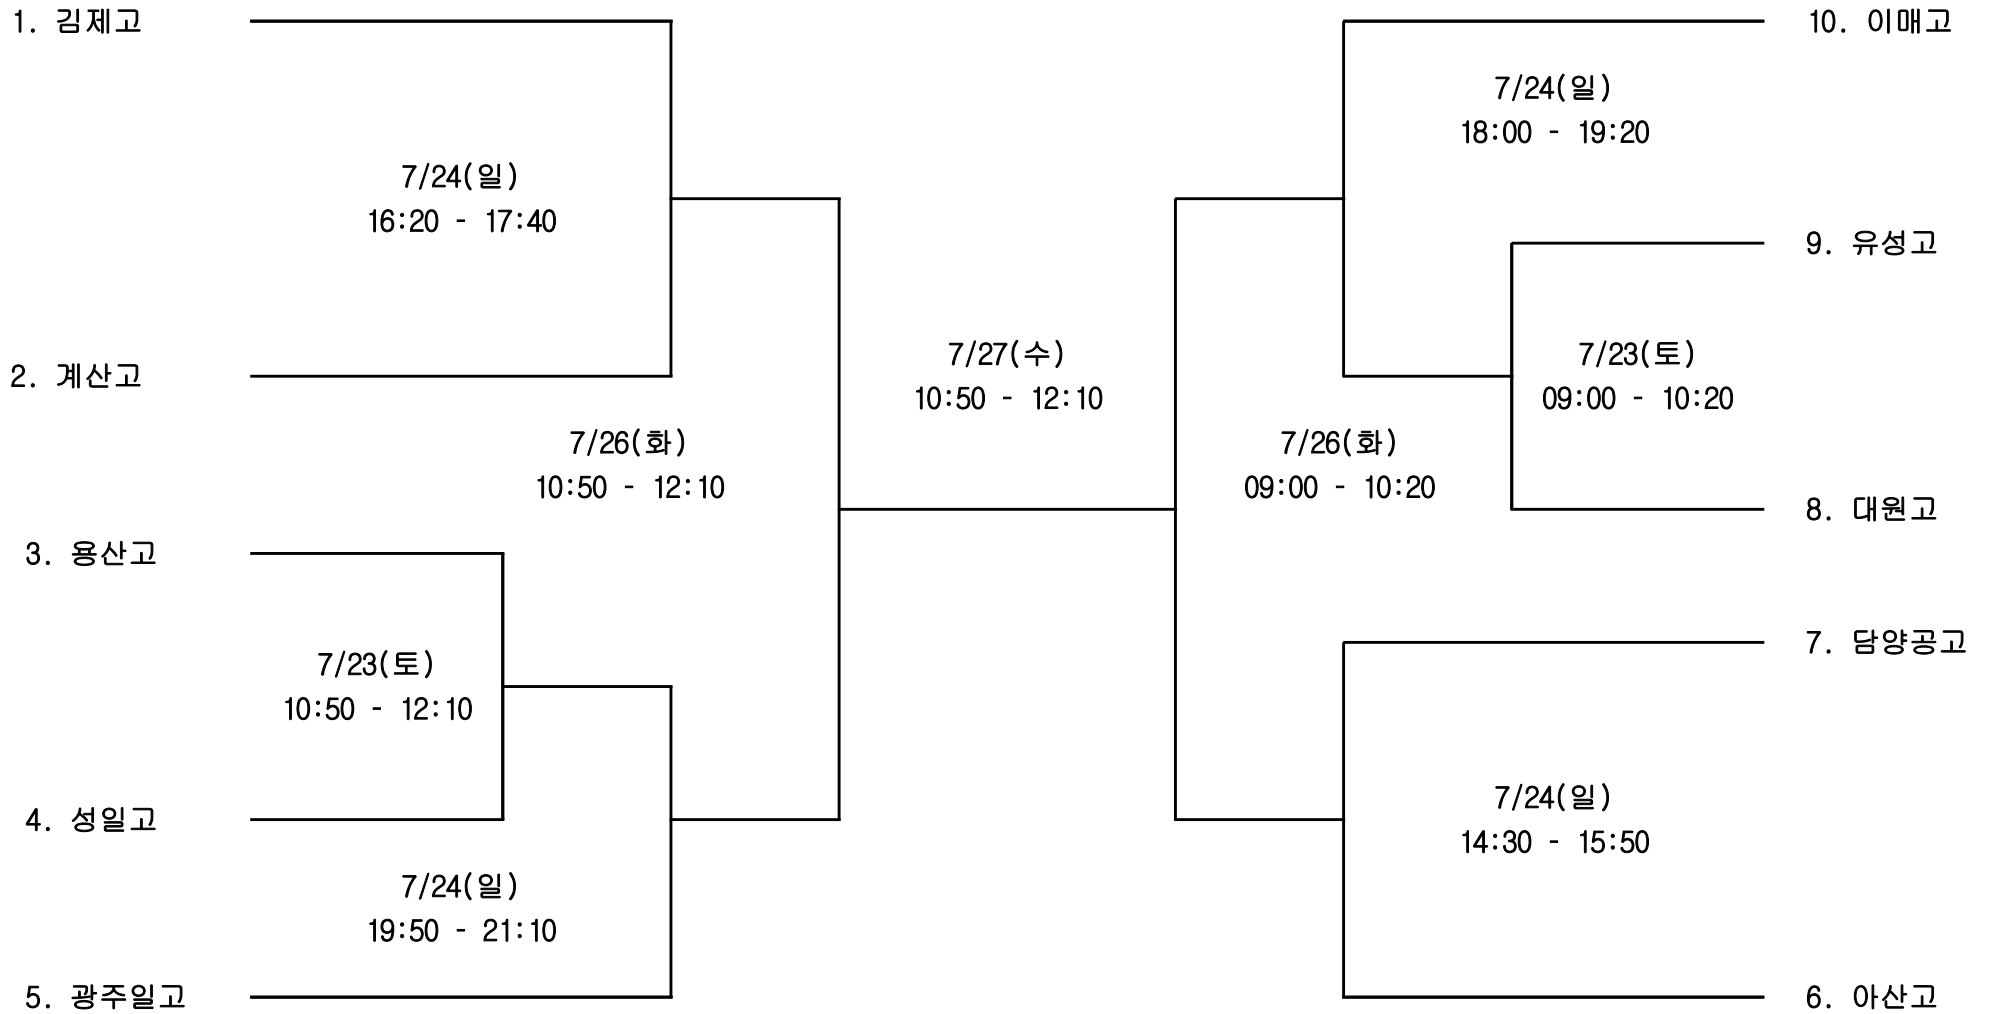 1. 김제고
10. 이매고
7/24(일)
18:00 - 19:20
7/24(일)
16:20 - 17:40
9. 유성고
7/27(수)
10:50 - 12:10
7/23(토)
09:00 - 10:20
2. 계산고
7/26(화)
10:50 - 12:10
7/26(화)
09:00 - 10:20
8. 대원고
3. 용산고
7. 담양공고
7/23(토)
10:50 - 12:10
4. 성일고
7/24(일)
14:30 - 15:50
7/24(일)
19:50 - 21:10
5. 광주일고
6. 아산고